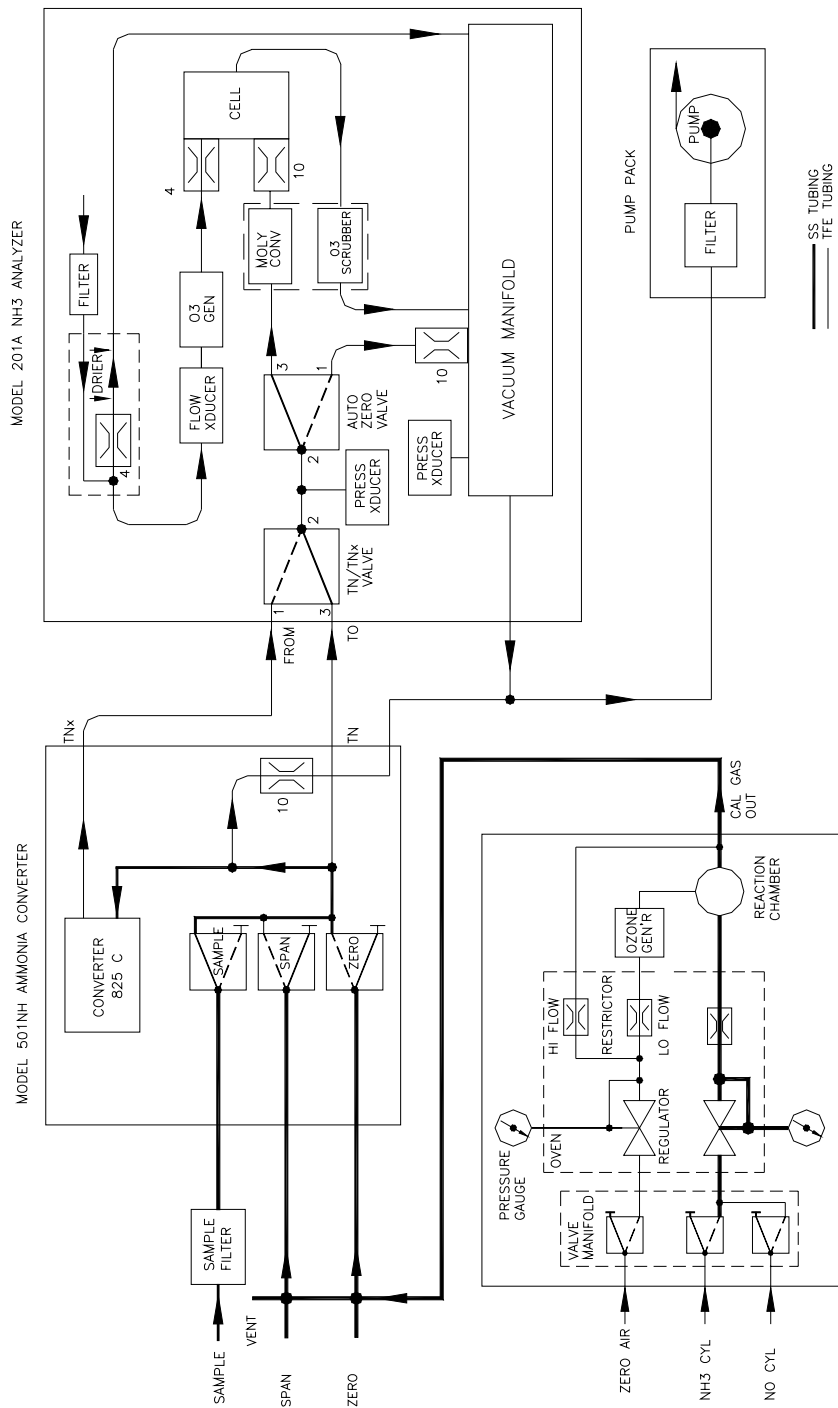 MODEL 501NH AMMONIA CONVERTER
CONVERTER
825 C
TNx
TN
10
SAMPLE
SPAN
ZERO
SAMPLE
FILTER
SAMPLE
VENT
SPAN
ZERO
MODEL 201A NH3 ANALYZER
FILTER
DRIER
4
FLOW
XDUCER
O3
GEN
4
CELL
10
MOLY
CONV
O3
SCRUBBER
FROM
TO
1
3
2
TN/TNx
VALVE
PRESS
XDUCER
2
3
1
AUTO
ZERO
VALVE
10
PRESS
XDUCER
VACUUM MANIFOLD
PUMP PACK
FILTER
PUMP
SS TUBING
TFE TUBING
PRESSURE
GAUGE
OVEN
HI FLOW
RESTRICTOR
LO FLOW
REGULATOR
OZONE
GEN'R
REACTION
CHAMBER
CAL GAS
OUT
VALVE
MANIFOLD
ZERO AIR
NH3 CYL
NO CYL